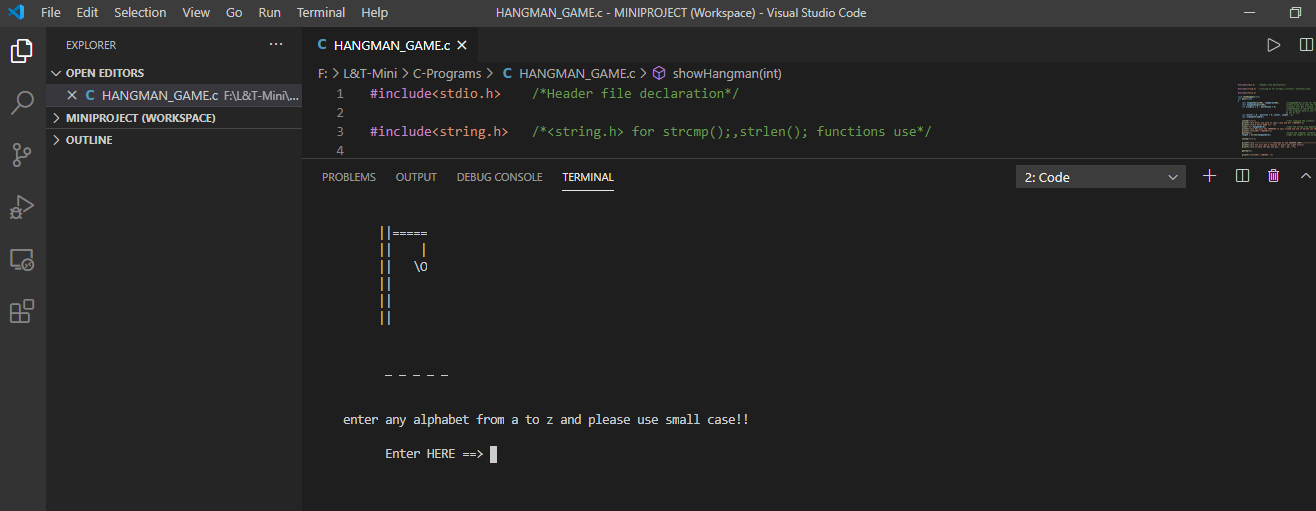 File Edit Selection View Go Run Terminal Help HANGMAN_GAME.c - MINIPROJECT (Workspace) - Visual Studio Code
EXPLORER ···
OPEN EDITORS
C HANGMAN_GAME.c F:\L&T-Mini\...
MINIPROJECT (WORKSPACE)
OUTLINE
C HANGMAN_GAME.c
F: > L&T-Mini > C-Programs > C HANGMAN_GAME.c > showHangman(int)
1 #include<stdio.h> /*Header file declaration*/
2
3 #include<string.h> /*<string.h> for strcmp();,strlen(); functions use*/
4
PROBLEMS OUTPUT DEBUG CONSOLE TERMINAL 2: Code
||=====
|| |
|| \O
||
||
||
_ _ _ _ _
enter any alphabet from a to z and please use small case!!
Enter HERE ==>